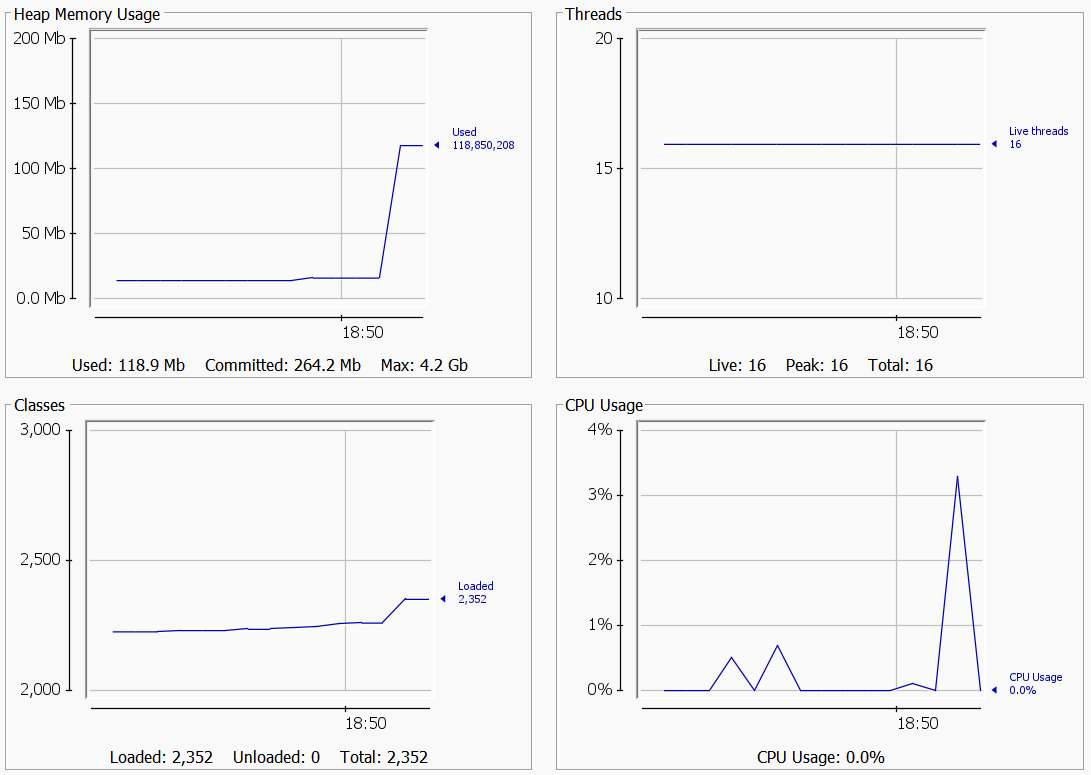 Heap Memory Usage
200 Mb
150 Mb
100 Mb
50 Mb
0.0 Mb
Used
118,850,208
18:50
Used: 118.9 Mb Committed: 264.2 Mb Max: 4.2 Gb
Threads
20
15
10
Live threads
16
18:50
Live: 16 Peak: 16 Total: 16
Classes
3,000
2,500
2,000
Loaded
2,352
18:50
Loaded: 2,352 Unloaded: 0 Total: 2,352
CPU Usage
4%
3%
2%
1%
0%
CPU Usage
0.0%
18:50
CPU Usage: 0.0%